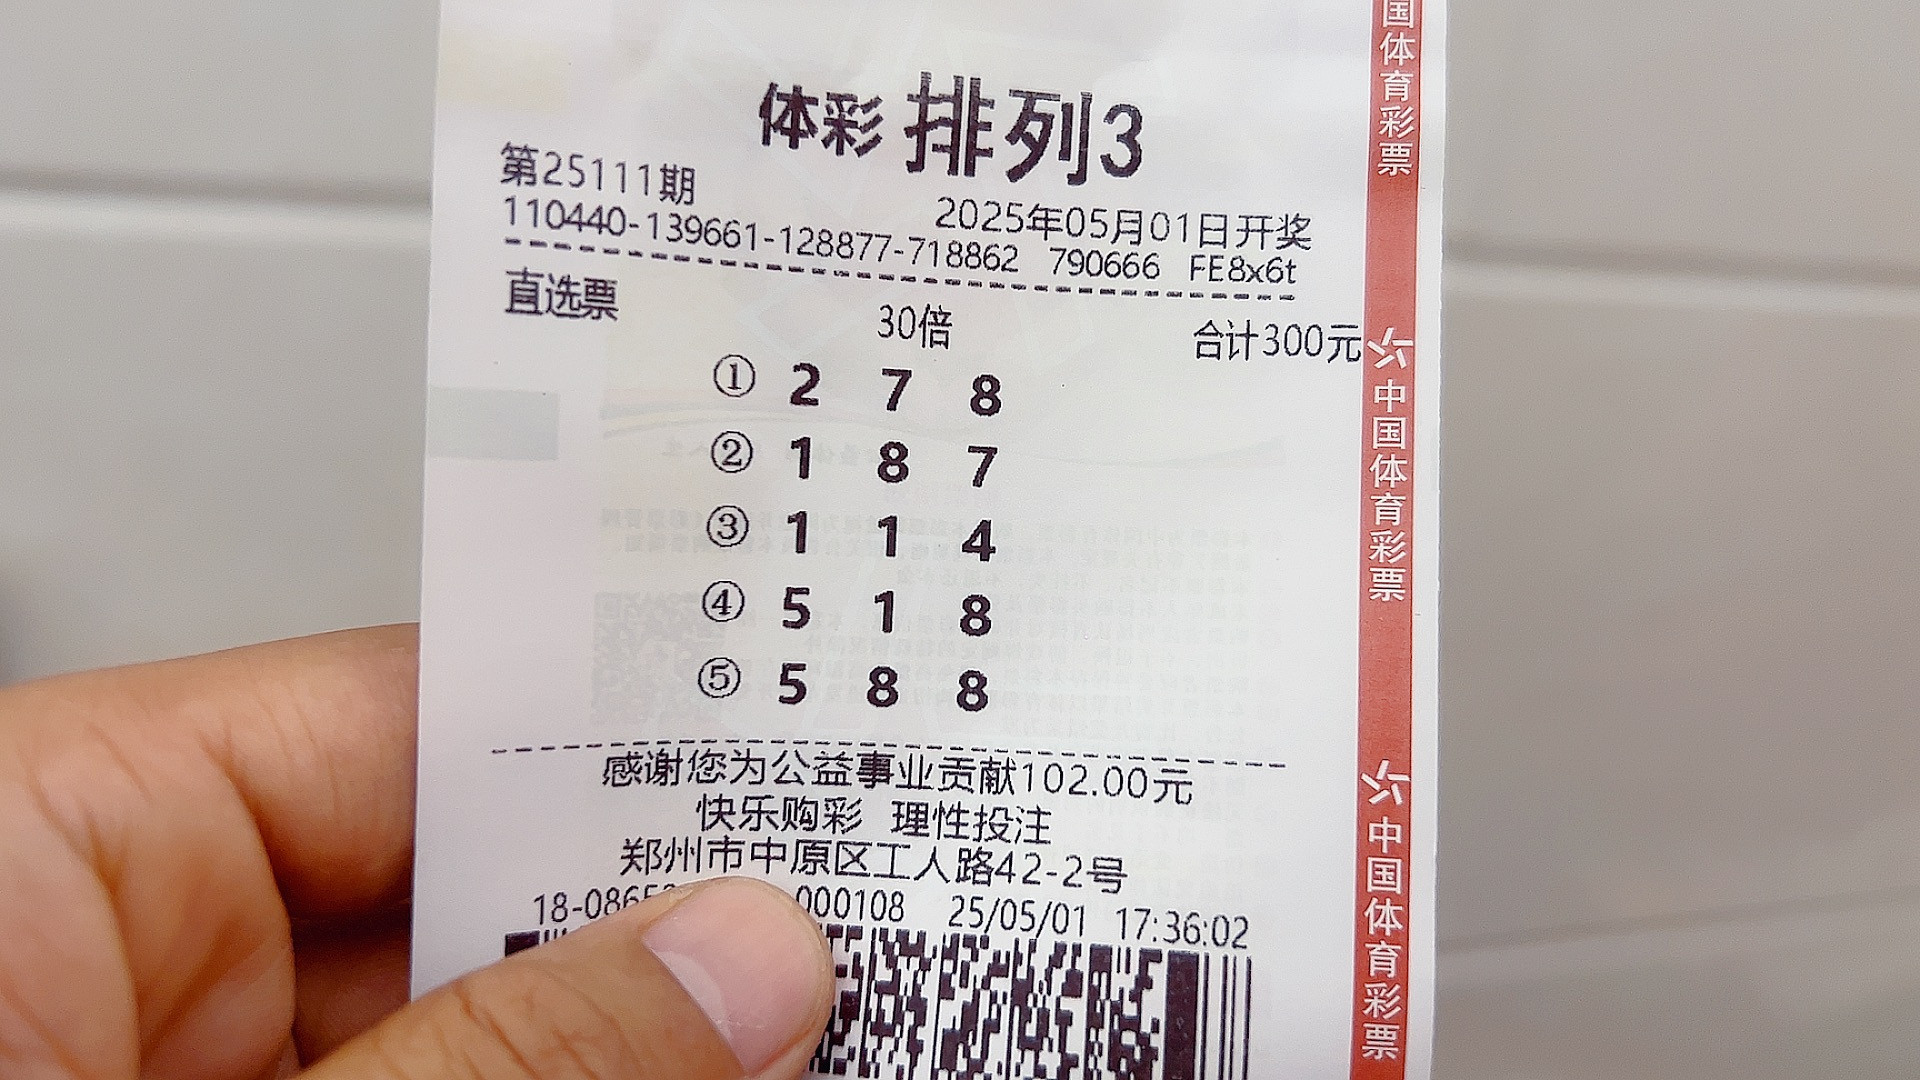 体彩 排列3
第25111期
2025年05月01日开奖
110440-139661-128877-718862 790666 FE8x6t
直选票 30倍 合计300元
① 2 7 8
② 1 8 7
③ 1 1 4
④ 5 1 8
⑤ 5 8 8
感谢您为公益事业贡献102.00元
快乐购彩 理性投注
郑州市中原区工人路42-2号
18-0865 000108 25/05/01 17:36:02
国体育彩票
中国体育彩票
中国体育彩票